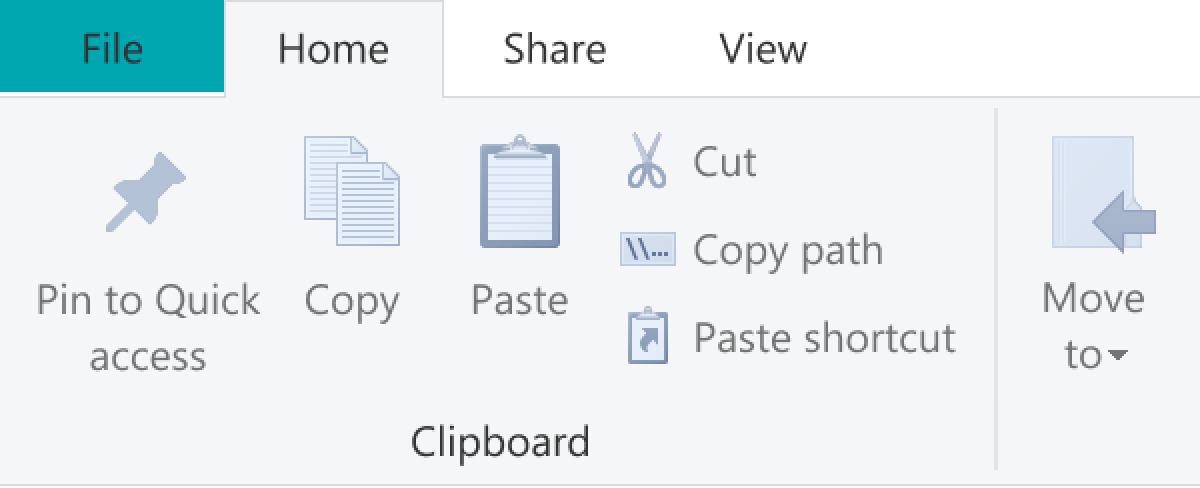 File Home Share View
Pin to Quick
access
Copy
Paste
Cut
\\...
Copy path
Paste shortcut
Clipboard
Move
to